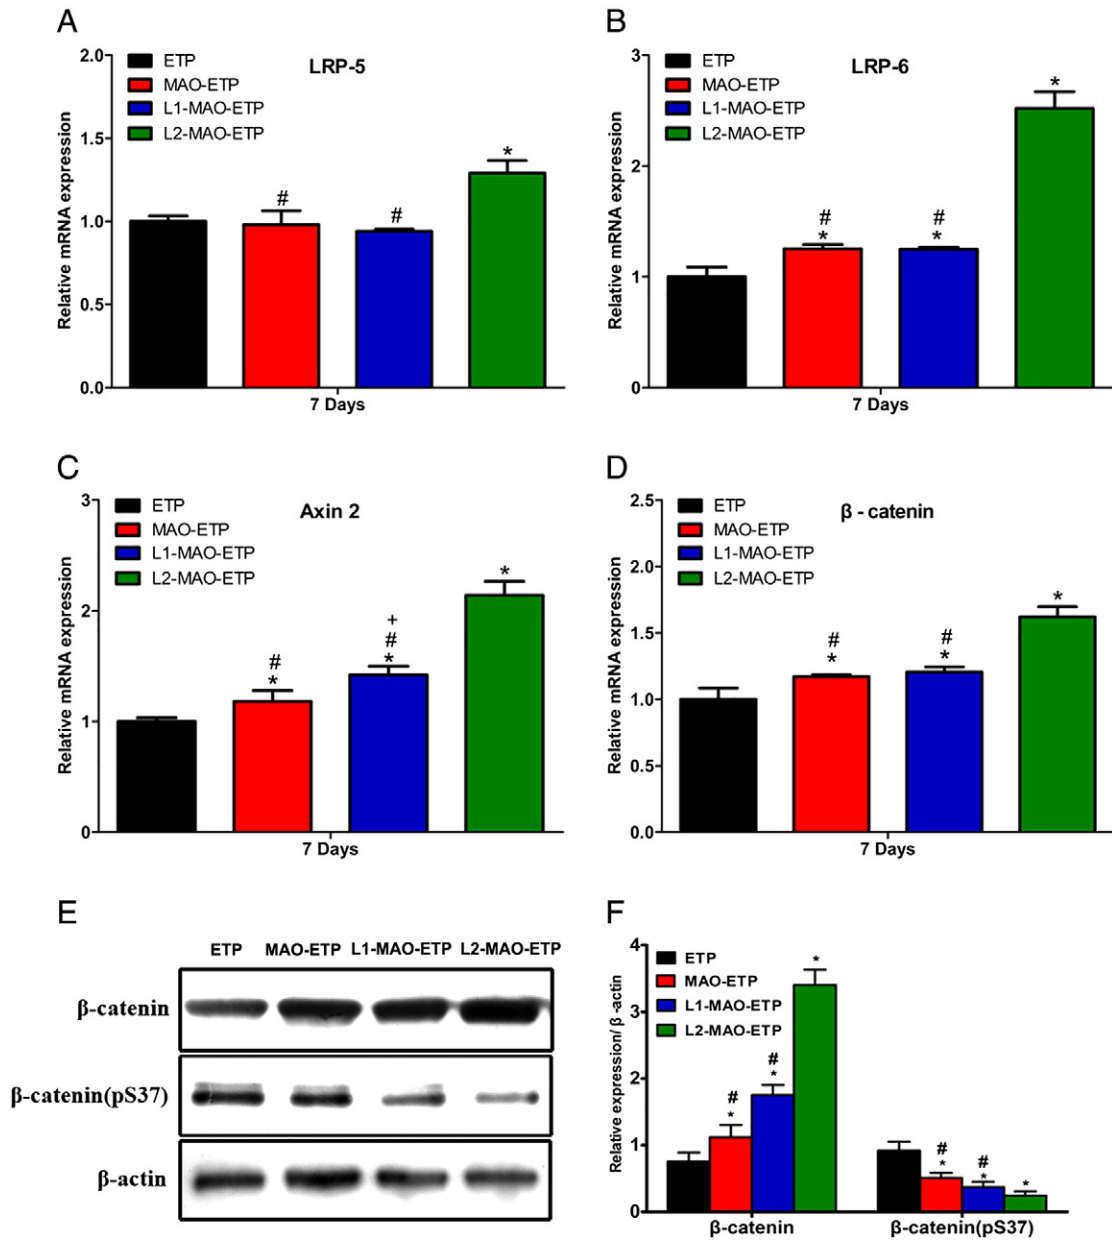 A
LRP-5
ETP
MAO-ETP
L1-MAO-ETP
L2-MAO-ETP
Relative mRNA expression
2.0
1.5
1.0
0.5
0.0
#
#
*
7 Days
B
LRP-6
ETP
MAO-ETP
L1-MAO-ETP
L2-MAO-ETP
Relative mRNA expression
3
2
1
0
#
*
#
*
*
7 Days
C
Axin 2
ETP
MAO-ETP
L1-MAO-ETP
L2-MAO-ETP
Relative mRNA expression
3
2
1
0
#
*
+
#
*
*
7 Days
D
β - catenin
ETP
MAO-ETP
L1-MAO-ETP
L2-MAO-ETP
Relative mRNA expression
2.5
2.0
1.5
1.0
0.5
0.0
#
*
#
*
*
7 Days
E
ETP MAO-ETP L1-MAO-ETP L2-MAO-ETP
β-catenin
β-catenin(pS37)
β-actin
F
ETP
MAO-ETP
L1-MAO-ETP
L2-MAO-ETP
Relative expression/ β -actin
4
3
2
1
0
#
*
#
*
*
#
*
#
*
*
β-catenin β-catenin(pS37)